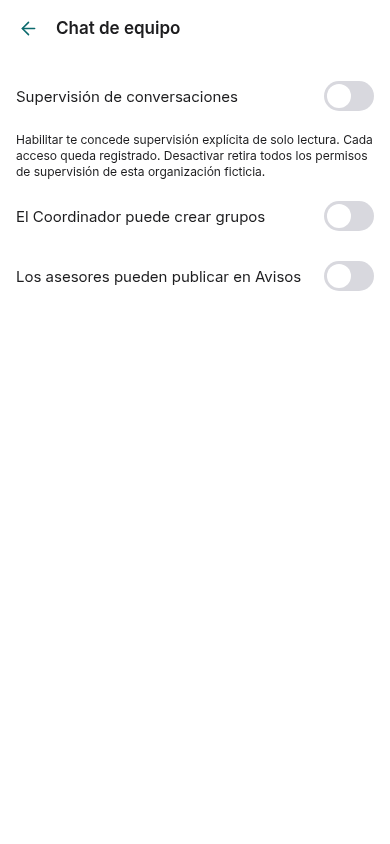 Chat de equipo
Supervisión de conversaciones
Habilitar te concede supervisión explícita de solo lectura. Cada
acceso queda registrado. Desactivar retira todos los permisos
de supervisión de esta organización ficticia.
El Coordinador puede crear grupos
Los asesores pueden publicar en Avisos